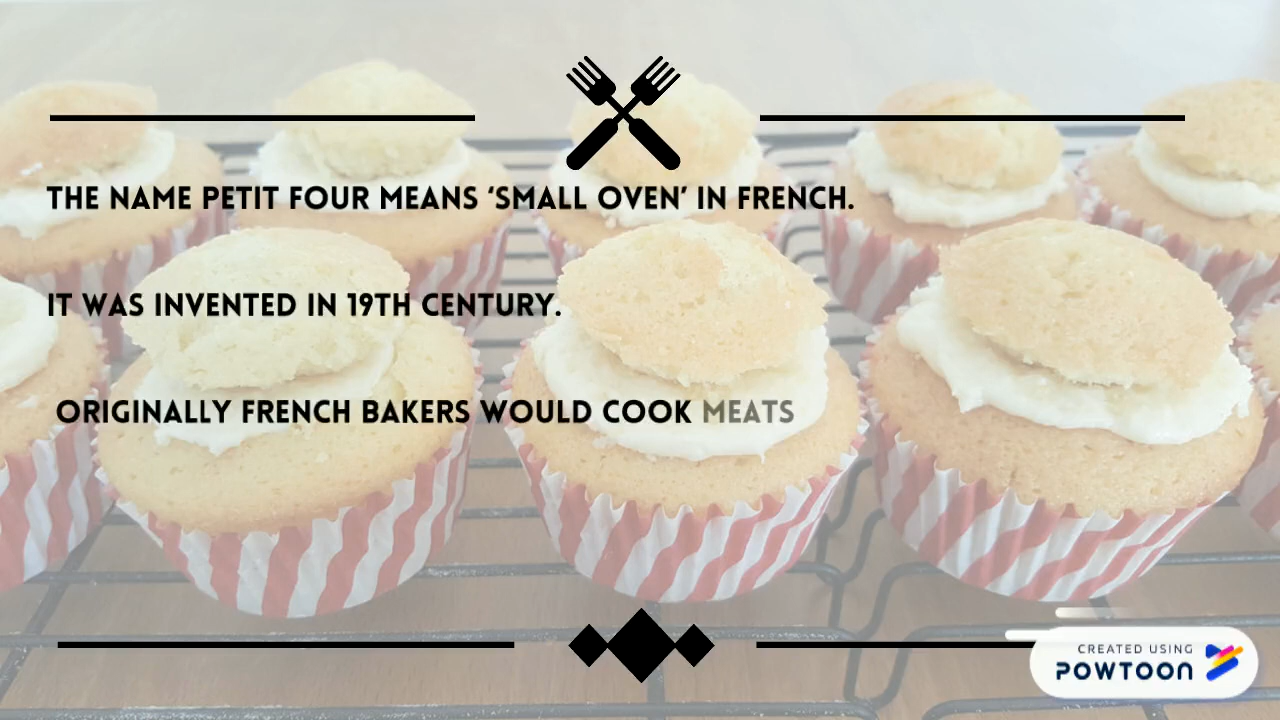 THE NAME PETIT FOUR MEANS ‘SMALL OVEN’ IN FRENCH.
IT WAS INVENTED IN 19TH CENTURY.
ORIGINALLY FRENCH BAKERS WOULD COOK MEATS
CREATED USING
POWTOON